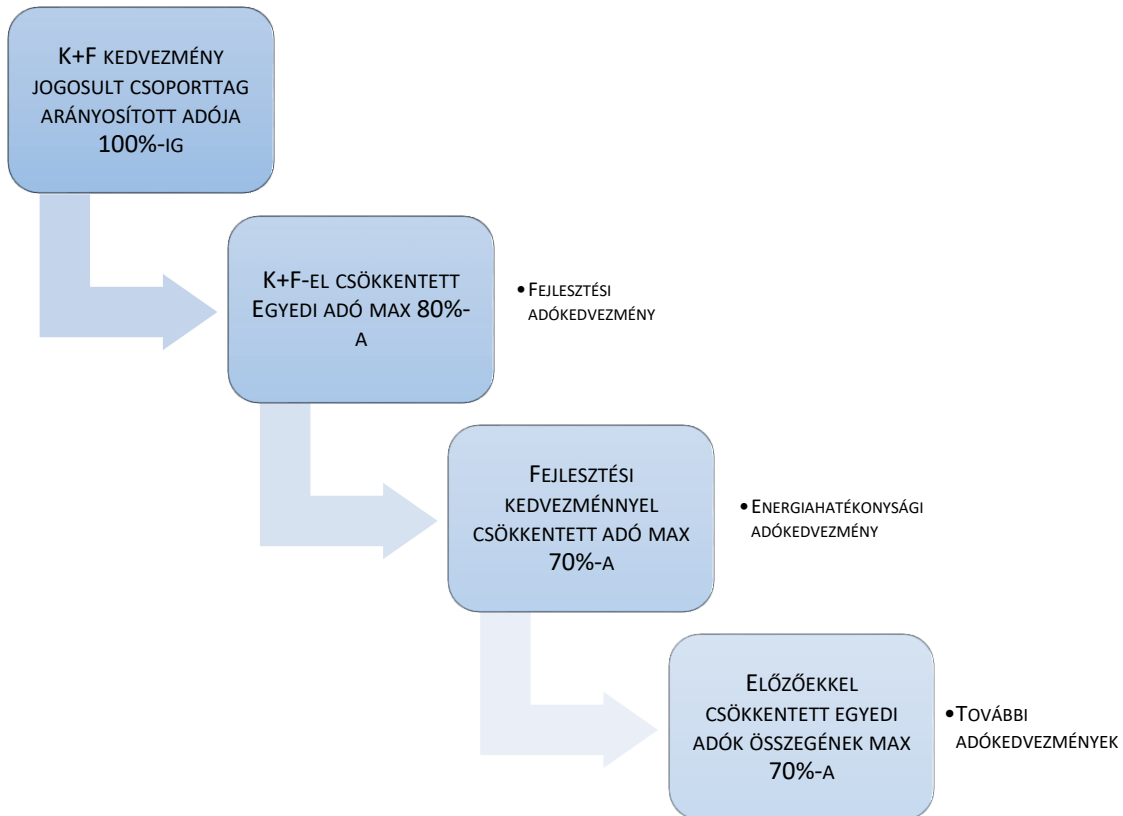 K+F KEDVEZMÉNY
JOGOSULT CSOPORTTAG
ARÁNYOSÍTOTT ADÓJA
100%-IG
K+F-EL CSÖKKENTETT
EGYEDI ADÓ MAX 80%-
A
•FEJLESZTÉSI
ADÓKEDVEZMÉNY
FEJLESZTÉSI
KEDVEZMÉNNYEL
CSÖKKENTETT ADÓ MAX
70%-A
•ENERGIAHATÉKONYSÁGI
ADÓKEDVEZMÉNY
ELŐZŐEKKEL
CSÖKKENTETT EGYEDI
ADÓK ÖSSZEGÉNEK MAX
70%-A
•TOVÁBBI
ADÓKEDVEZMÉNYEK